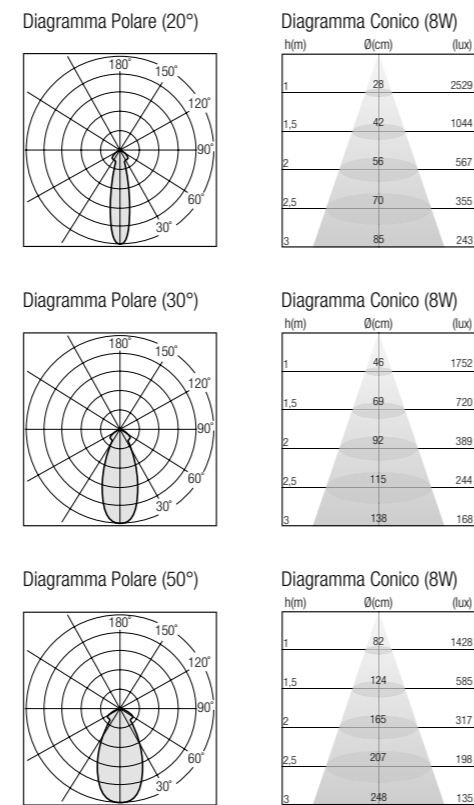 Diagramma Polare (20°)
180°
150°
120°
90°
60°
30°
Diagramma Conico (8W)
h(m) Ø(cm) (lux)
1 28 2529
1,5 42 1044
2 56 567
2,5 70 355
3 85 243
Diagramma Polare (30°)
180°
150°
120°
90°
60°
30°
Diagramma Conico (8W)
h(m) Ø(cm) (lux)
1 46 1752
1,5 69 720
2 92 389
2,5 115 244
3 138 168
Diagramma Polare (50°)
180°
150°
120°
90°
60°
30°
Diagramma Conico (8W)
h(m) Ø(cm) (lux)
1 82 1428
1,5 124 585
2 165 317
2,5 207 198
3 248 135